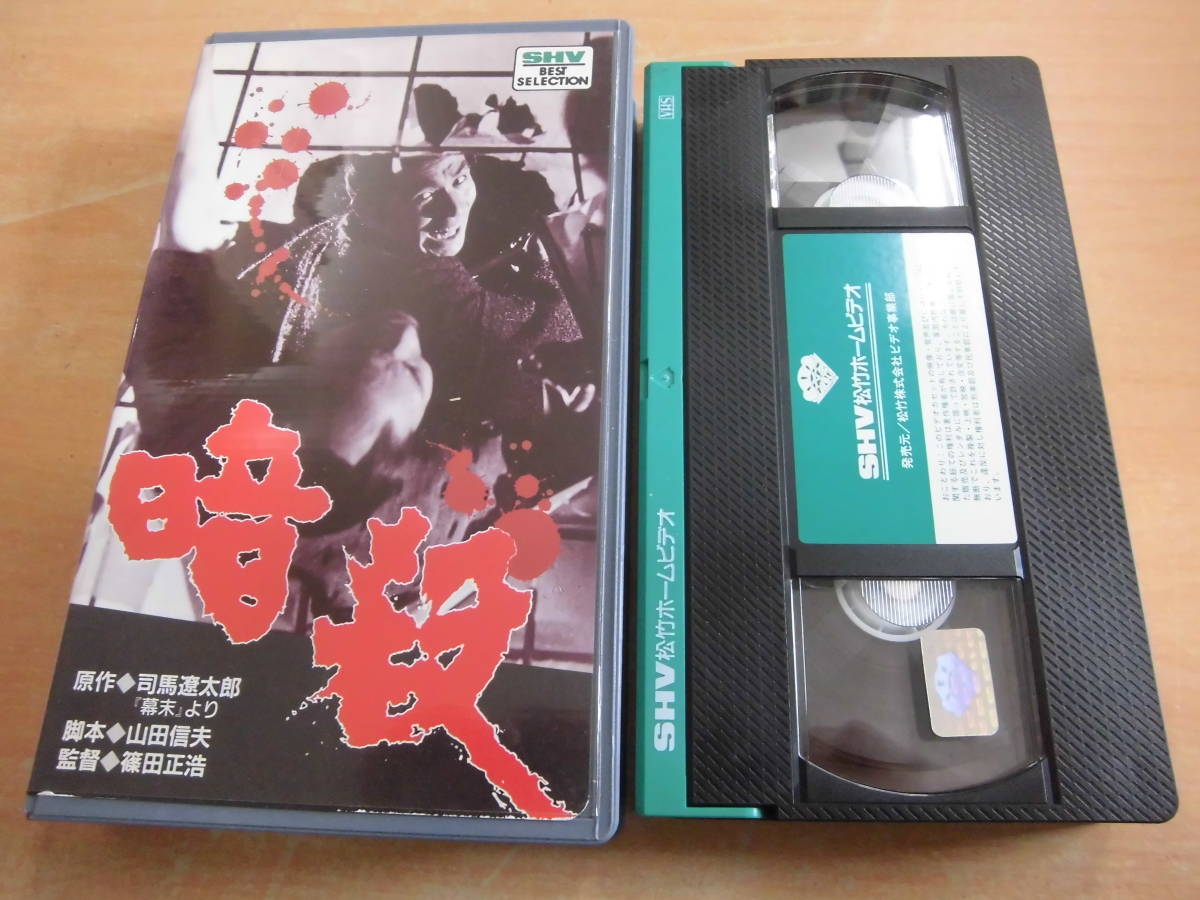 SHV
BEST
SELECTION
暗殺
原作◆司馬遼太郎
『幕末』より
脚本◆山田信夫
監督◆篠田正浩
VHS
SHV松竹ホームビデオ
SHV松竹ホームビデオ
発売元／松竹株式会社ビデオ事業部
います。